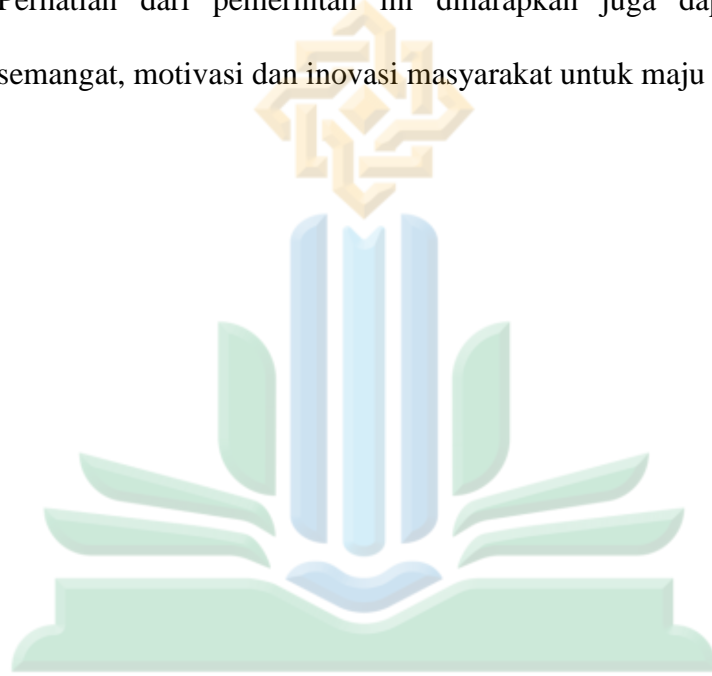 Perhatian dari pemerintah ini diharapkan juga
semangat, motivasi dan inovasi masyarakat untuk maju